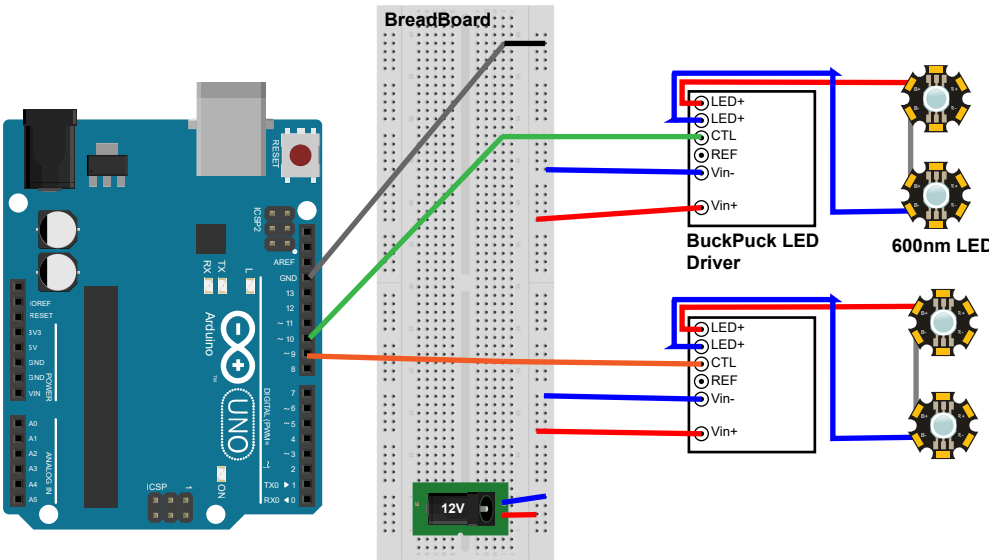 BreadBoard
RESET
ICSP2
AREF
GND
13
12
~ 11
~ 10
~ 9
8
7
~ 6
~ 5
4
~ 3
2
TX0 ▶ 1
RX0 ◀ 0
RX
TX
L
Arduino
TM
UNO
DIGITAL (PWM= ~)
ON
ICSP
1
IOREF
RESET
3V3
5V
GND
GND
VIN
POWER
A0
A1
A2
A3
A4
A5
ANALOG IN
12V
LED+
LED+
CTL
REF
Vin-
Vin+
BuckPuck LED
Driver
LED+
LED+
CTL
REF
Vin-
Vin+
B+
R+
B-
R-
B+
R+
B-
R-
600nm LED
B+
R+
B-
R-
B+
R+
B-
R-